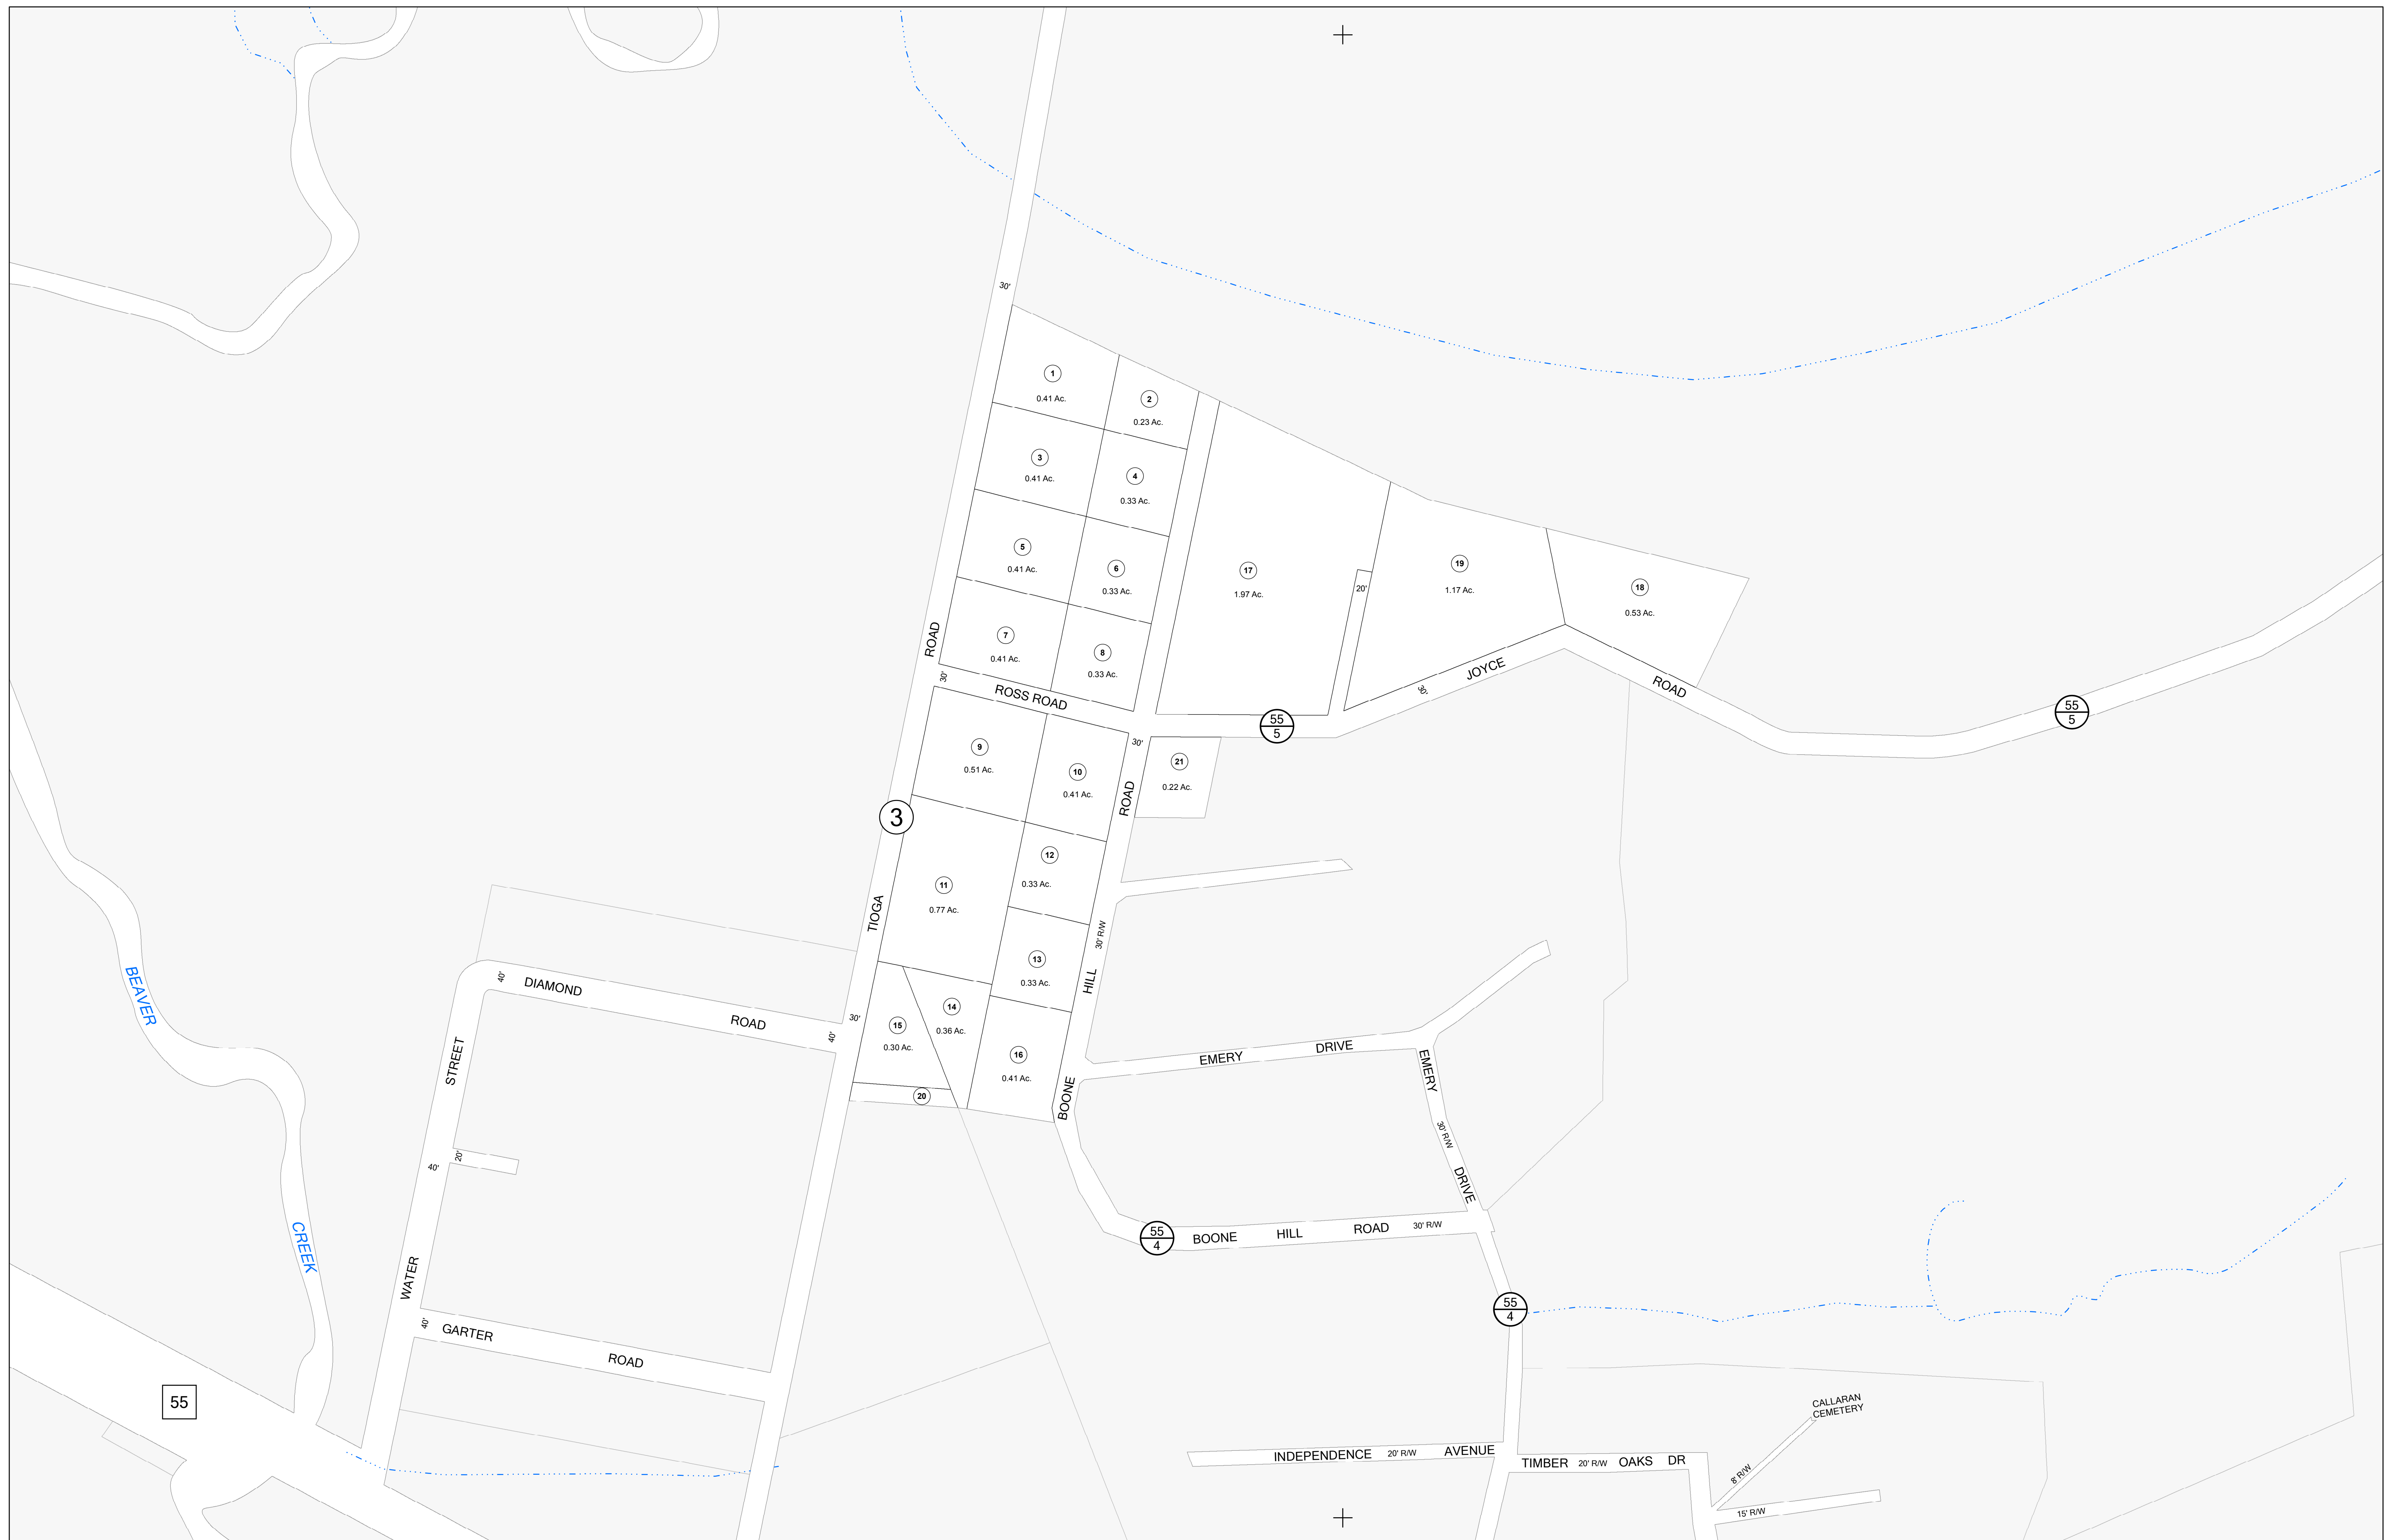 30'
1
0.41 Ac.
2
0.23 Ac.
3
0.41 Ac.
4
0.33 Ac.
5
0.41 Ac.
6
0.33 Ac.
17
1.97 Ac.
20'
19
1.17 Ac.
18
0.53 Ac.
7
0.41 Ac.
8
0.33 Ac.
ROAD
30'
ROSS ROAD
30'
JOYCE
ROAD
55
5
55
5
30'
9
0.51 Ac.
10
0.41 Ac.
21
0.22 Ac.
ROAD
3
12
0.33 Ac.
11
0.77 Ac.
TIOGA
30' R/W
13
0.33 Ac.
HILL
BEAVER
40'
DIAMOND
ROAD
40'
30'
15
0.30 Ac.
14
0.36 Ac.
16
0.41 Ac.
20
BOONE
EMERY
DRIVE
EMERY
30' R/W
DRIVE
STREET
40'
20'
CREEK
WATER
55
4
BOONE
HILL
ROAD
30' R/W
55
4
40'
GARTER
ROAD
55
CALLARAN
CEMETERY
INDEPENDENCE
20' R/W
AVENUE
TIMBER
20' R/W
OAKS
DR
8' R/W
15' R/W